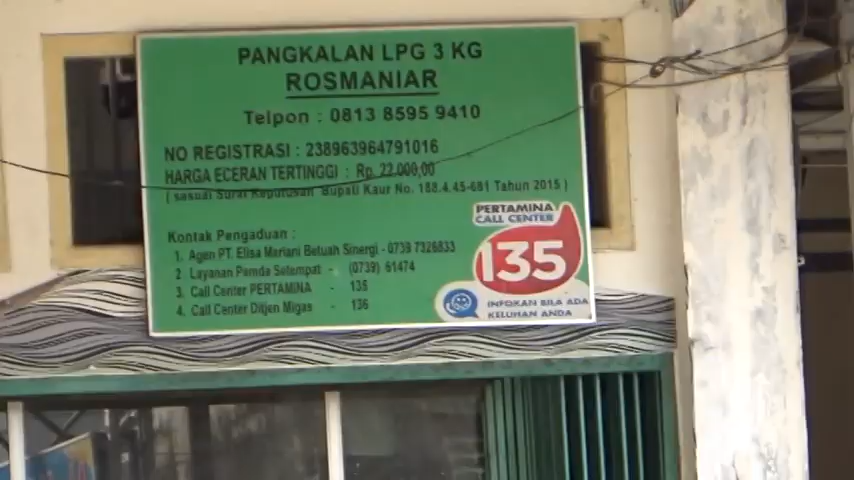 PANGKALAN LPG 3 KG
ROSMANIAR
Telpon : 0813 8595 9410
NO REGISTRASI : 238963964791016
HARGA ECERAN TERTINGGI : Rp. 22.000,00
( sasuai Surat Keputusan Bupati Kaur No. 188.4.45-681 Tahun 2015 )
Kontak Pengaduan :
1. Agen PT. Elisa Mariani Betuah Sinergi - 0739 7326833
2. Layanan Pemda Setempat - (0739) 61474
3. Call Center PERTAMINA - 135
4. Call Center Ditjen Migas - 136
PERTAMINA
CALL CENTER
135
INFOKAN BILA ADA
KELUHAN ANDA